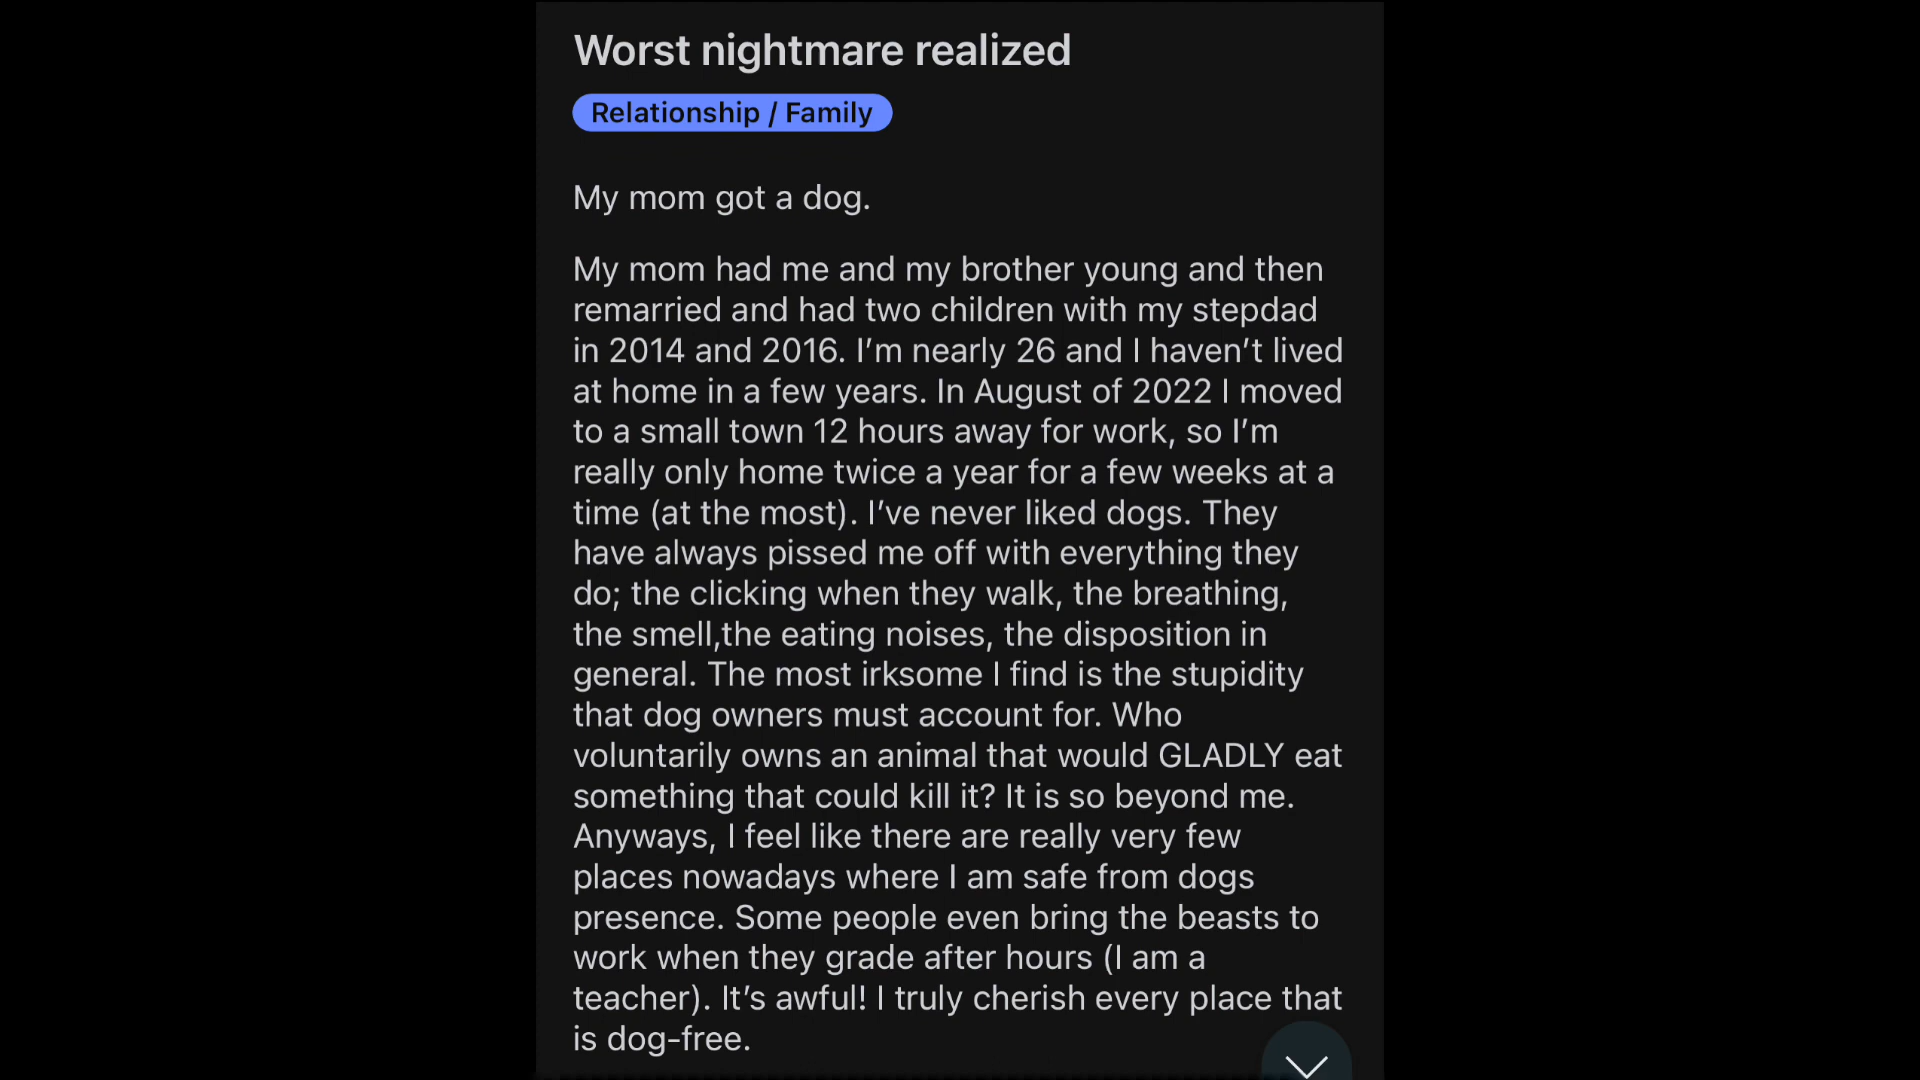 Worst nightmare realized
Relationship / Family
My mom got a dog.
My mom had me and my brother young and then
remarried and had two children with my stepdad
in 2014 and 2016. I’m nearly 26 and I haven’t lived
at home in a few years. In August of 2022 I moved
to a small town 12 hours away for work, so I’m
really only home twice a year for a few weeks at a
time (at the most). I’ve never liked dogs. They
have always pissed me off with everything they
do; the clicking when they walk, the breathing,
the smell,the eating noises, the disposition in
general. The most irksome I find is the stupidity
that dog owners must account for. Who
voluntarily owns an animal that would GLADLY eat
something that could kill it? It is so beyond me.
Anyways, I feel like there are really very few
places nowadays where I am safe from dogs
presence. Some people even bring the beasts to
work when they grade after hours (I am a
teacher). It’s awful! I truly cherish every place that
is dog-free.